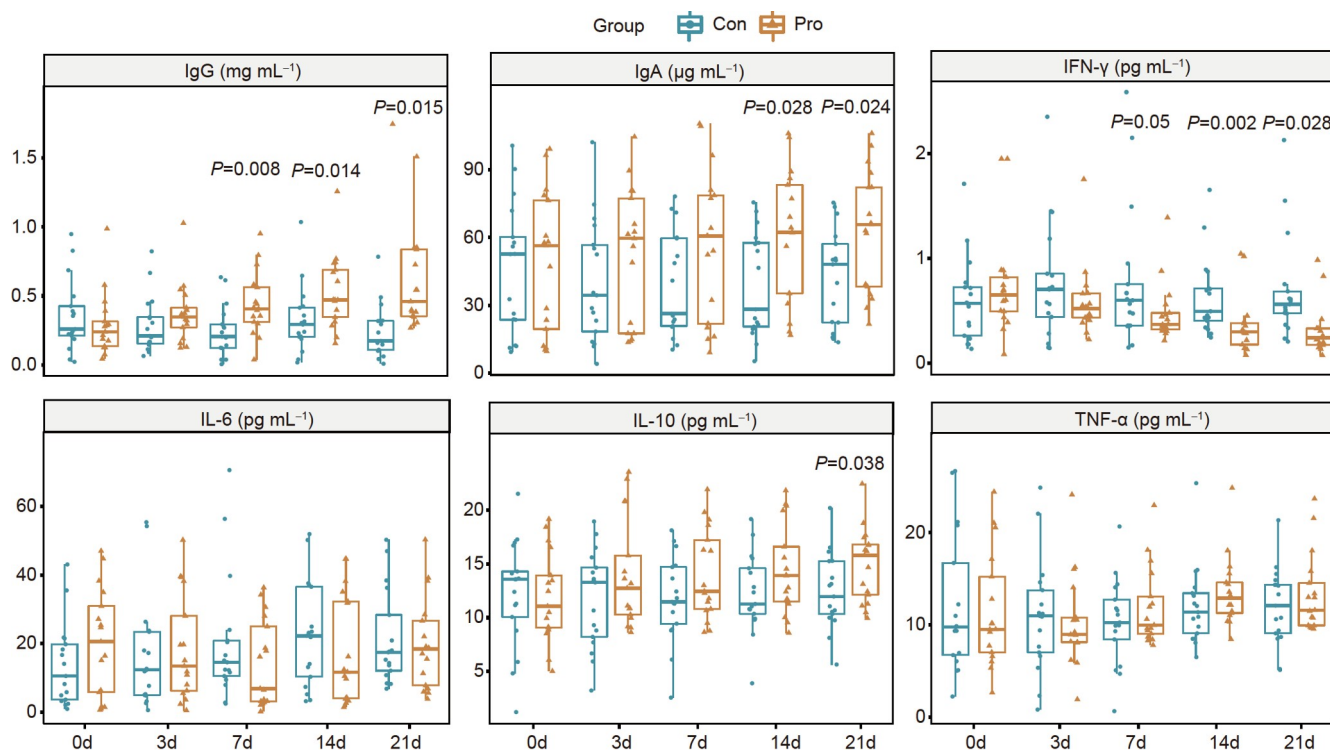 Group Con Pro
IgG (mg mL⁻¹)
IgA (μg mL⁻¹)
IFN-γ (pg mL⁻¹)
P=0.008
P=0.014
P=0.015
P=0.028
P=0.024
P=0.05
P=0.002
P=0.028
1.5
1.0
0.5
0.0
90
60
30
0
2
1
0
IL-6 (pg mL⁻¹)
IL-10 (pg mL⁻¹)
TNF-α (pg mL⁻¹)
P=0.038
60
40
20
0
20
15
10
5
20
10
0
0d 3d 7d 14d 21d
0d 3d 7d 14d 21d
0d 3d 7d 14d 21d